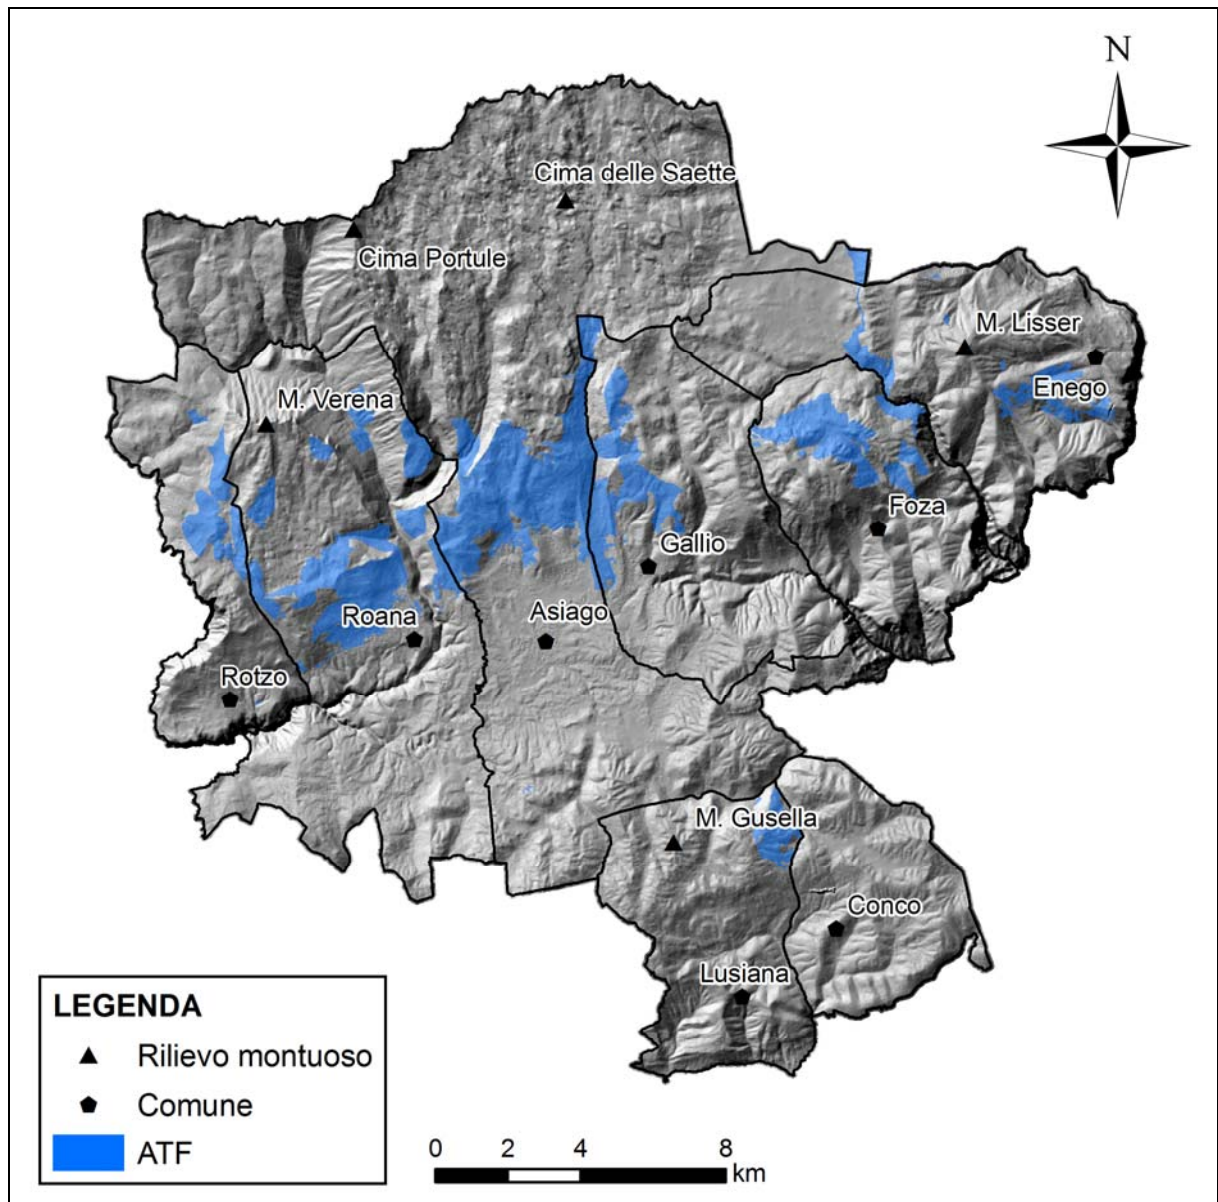 N
Cima delle Saette
Cima Portule
M. Lisser
Enego
M. Verena
Foza
Gallio
Roana
Asiago
Rotzo
M. Gusella
Conco
Lusiana
LEGENDA
Rilievo montuoso
Comune
ATF
0 2 4 8
km